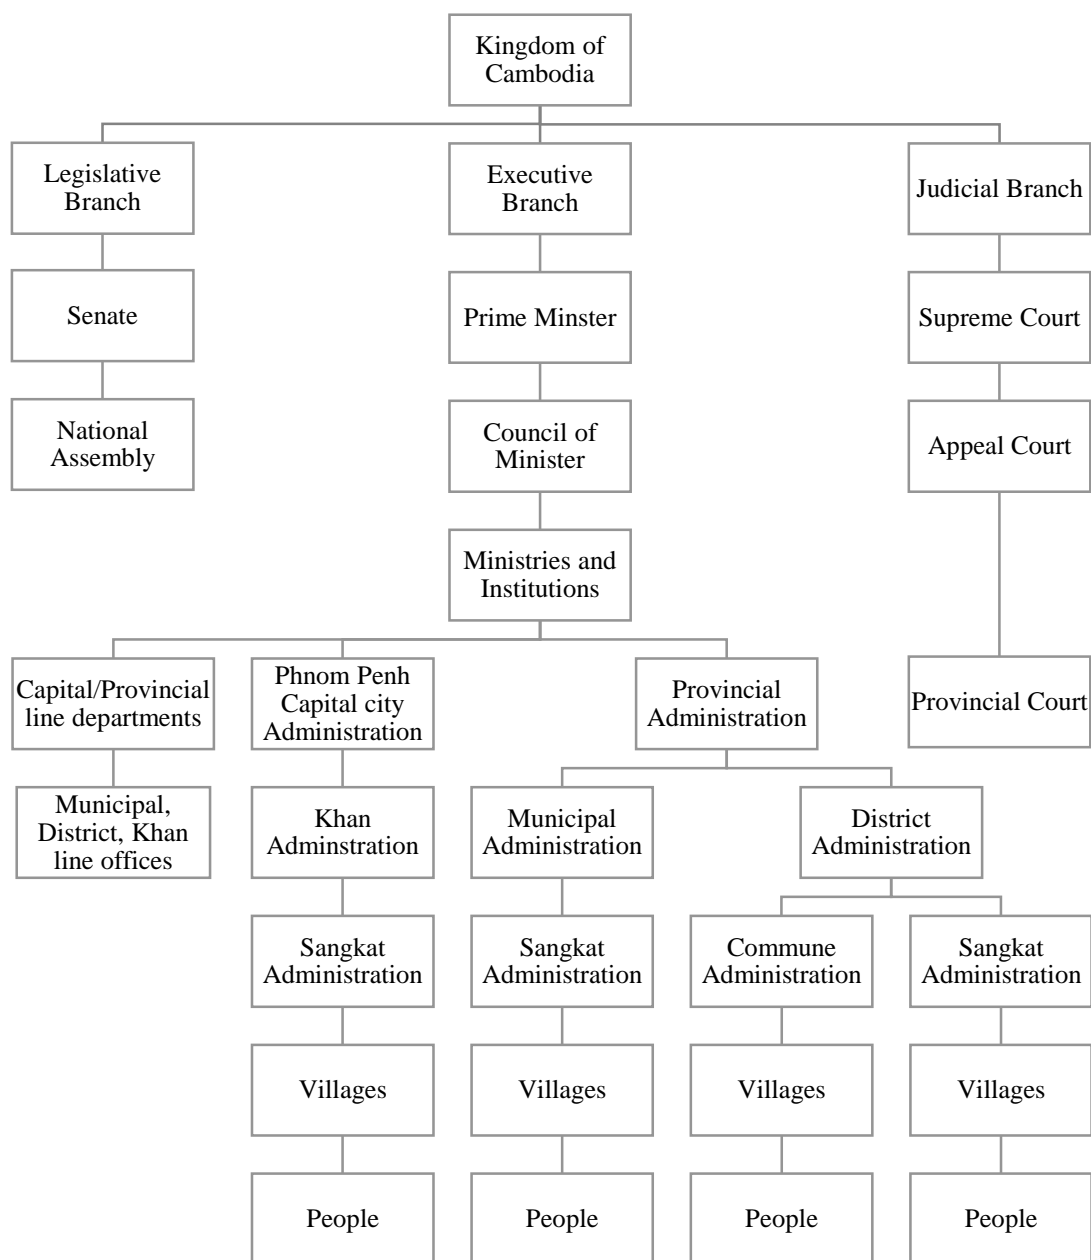 Kingdom of
Cambodia
Legislative
Branch
Executive
Branch
Judicial Branch
Senate
Prime Minster
Supreme Court
National
Assembly
Council of
Minister
Appeal Court
Ministries and
Institutions
Capital/Provincial
line departments
Phnom Penh
Capital city
Administration
Provincial
Administration
Provincial Court
Municipal,
District, Khan
line offices
Khan
Adminstration
Municipal
Administration
District
Administration
Sangkat
Administration
Sangkat
Administration
Commune
Administration
Sangkat
Administration
Villages
Villages
Villages
Villages
People
People
People
People